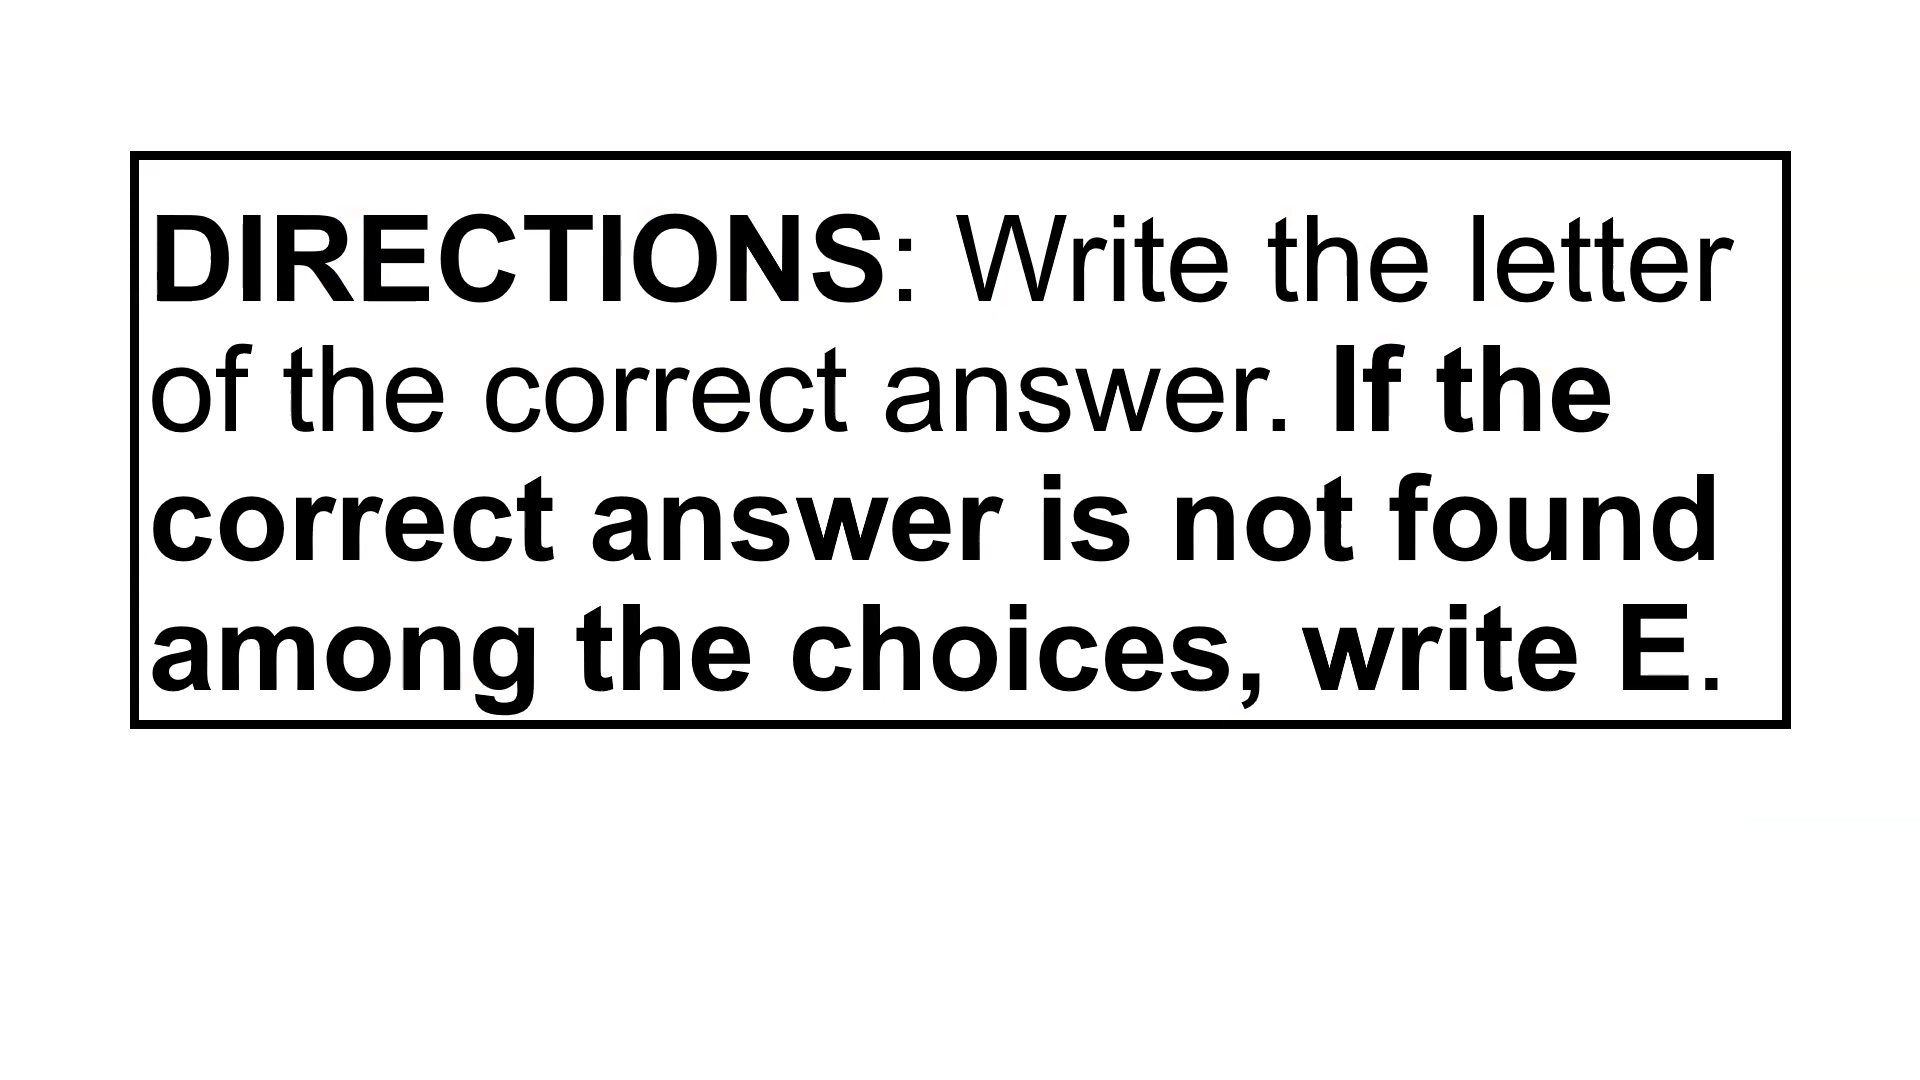 DIRECTIONS: Write the letter
of the correct answer. If the
correct answer is not found
among the choices, write E.